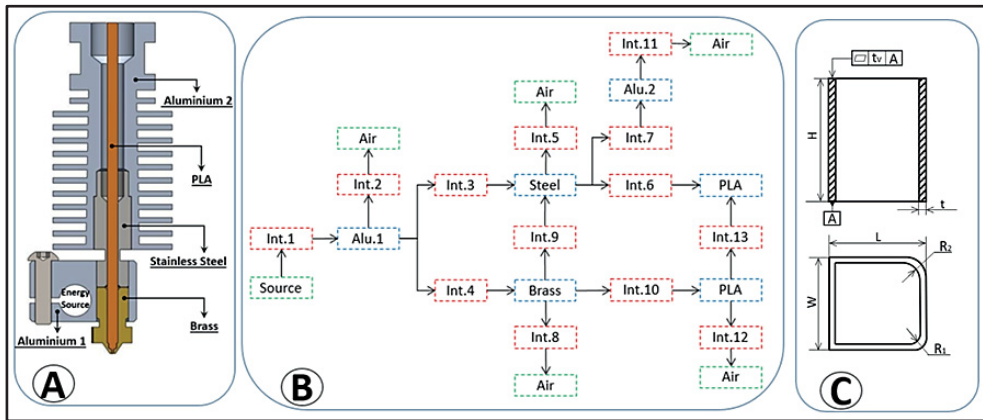 Aluminium 2
PLA
Stainless Steel
Energy
Source
Brass
Aluminium 1
A
Int.11
Air
Air
Alu.2
Air
Int.5
Int.7
Int.2
Int.3
Steel
Int.6
PLA
Int.1
Alu.1
Int.9
Int.13
Source
Int.4
Brass
Int.10
PLA
Int.8
Int.12
Air
Air
B
tv A
H
A
t
L
R2
W
R1
C